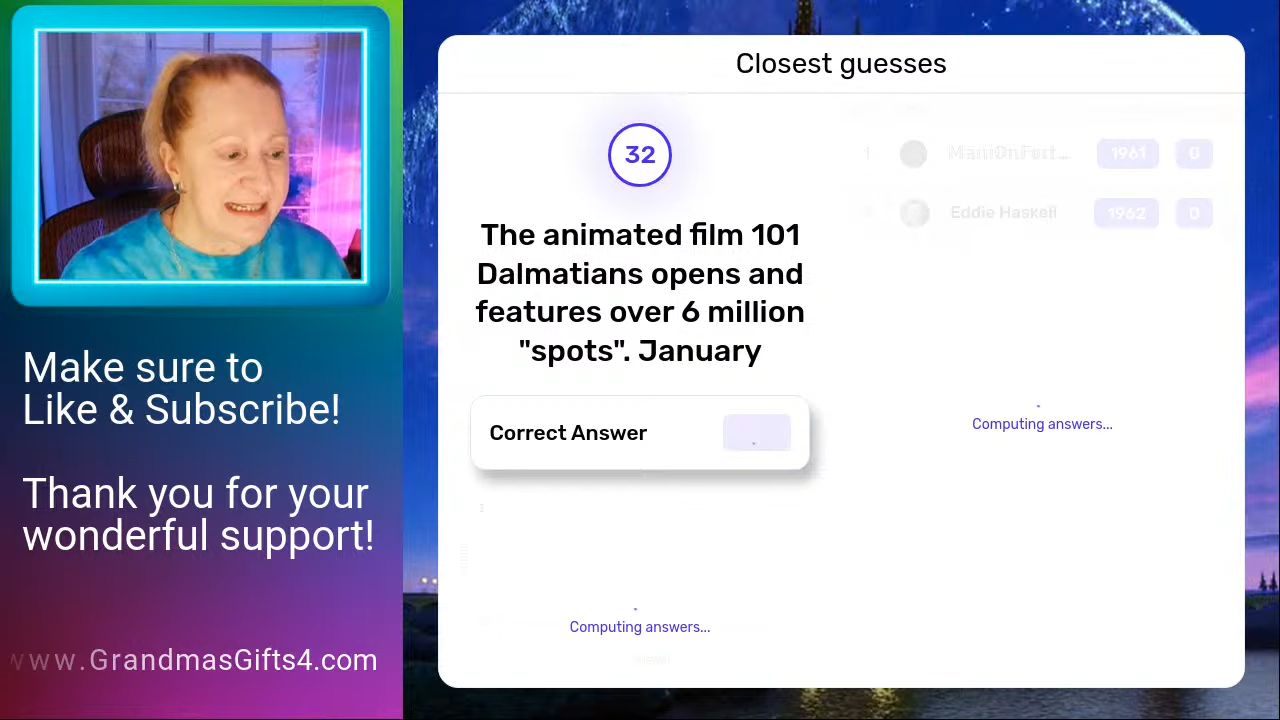 Closest guesses
32
The animated film 101
Dalmatians opens and
features over 6 million
"spots". January
Correct Answer
Computing answers...
1961 0
Eddie Haskell 1962 0
Computing answers...
Make sure to
Like & Subscribe!
Thank you for your
wonderful support!
www.GrandmasGifts4.com